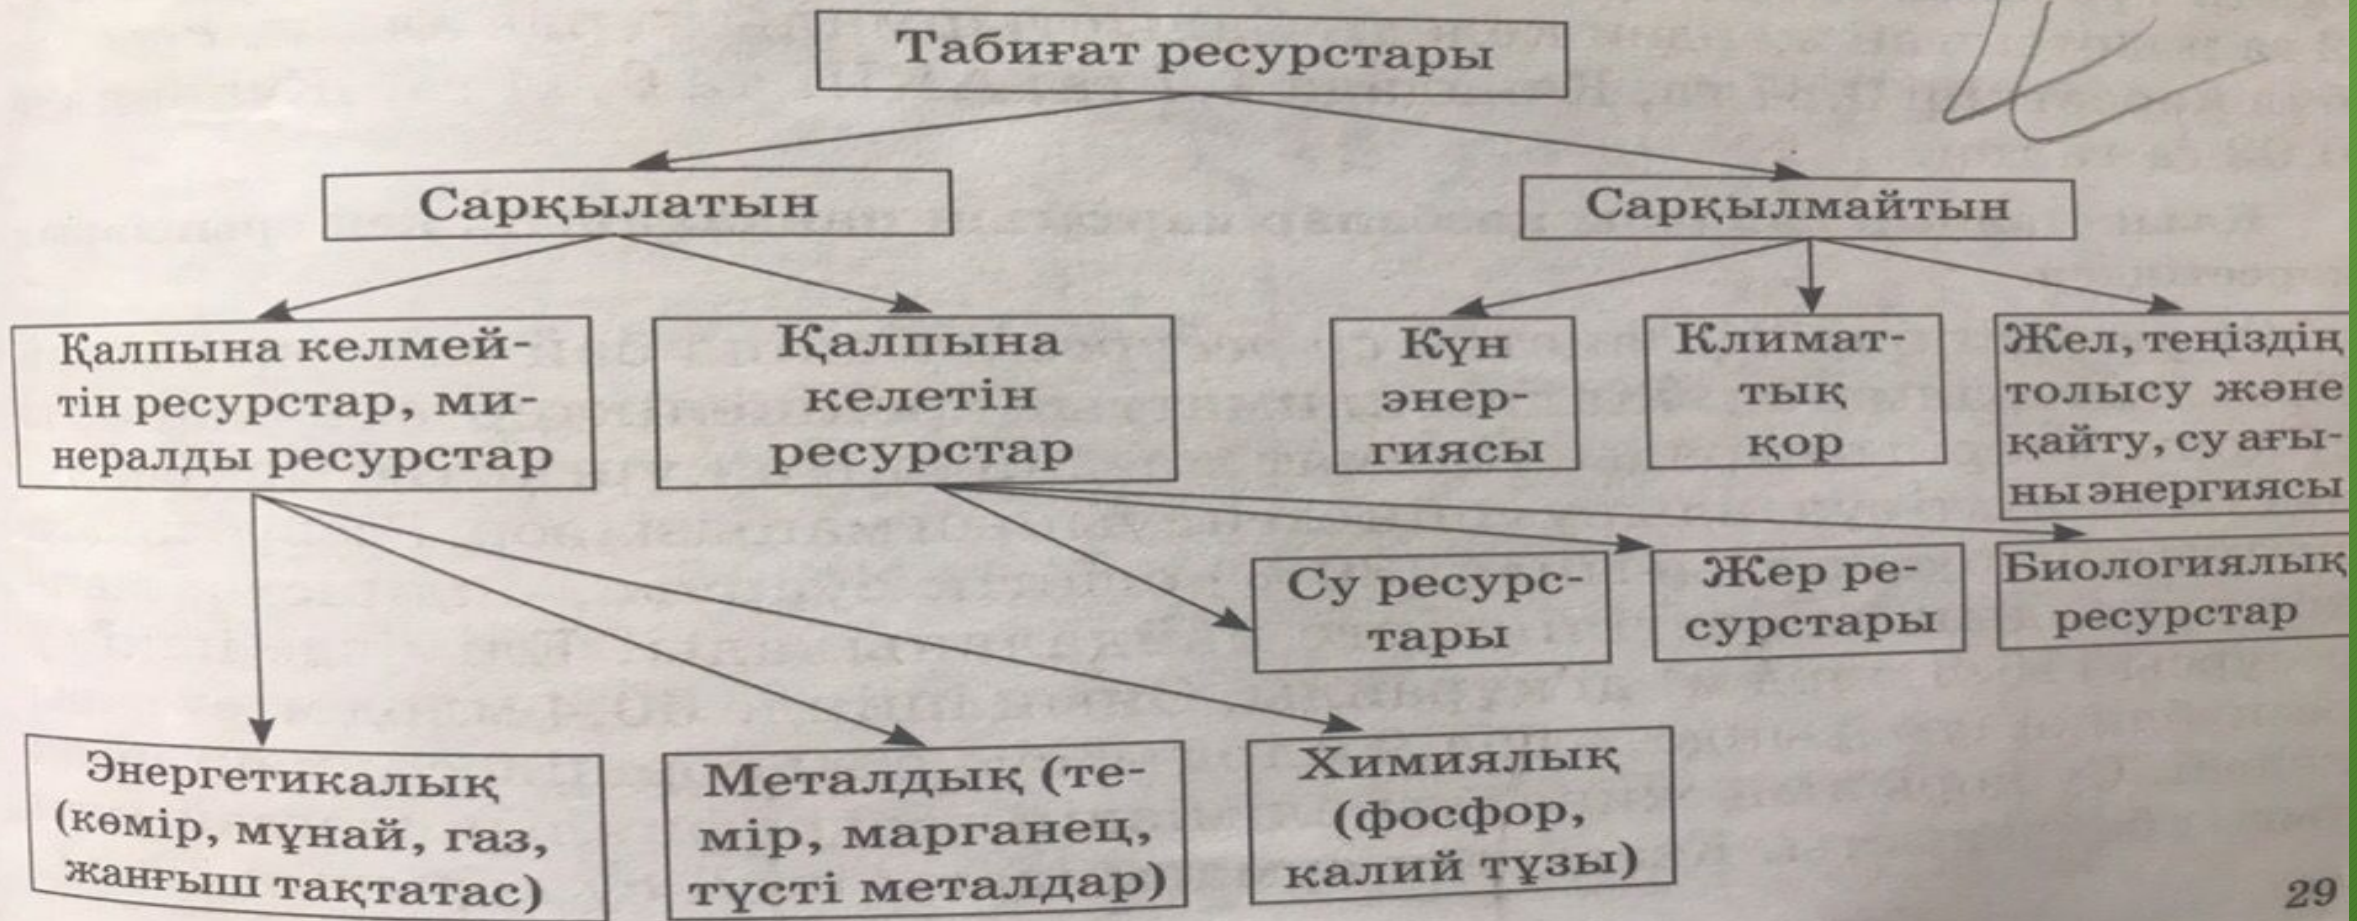 Табиғат ресурстары
Сарқылатын
Сарқылмайтын
Қалпына келмей-
тін ресурстар, ми-
нералды ресурстар
Қалпына
келетін
ресурстар
Күн
энер-
гиясы
Климат-
тық
қор
Жел, теңіздің
толысу және
қайту, су ағы-
ны энергиясы
Су ресурс-
тары
Жер ре-
сурстары
Биологиялық
ресурстар
Энергетикалық
(көмір, мұнай, газ,
жанғыш тақтатас)
Металдық (те-
мір, марганец,
түсті металдар)
Химиялық
(фосфор,
калий тұзы)
29